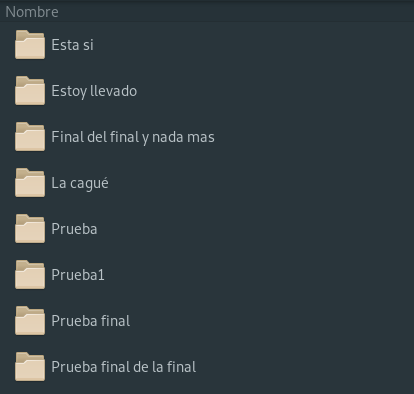 Nombre
Esta si
Estoy llevado
Final del final y nada mas
La cagué
Prueba
Prueba1
Prueba final
Prueba final de la final